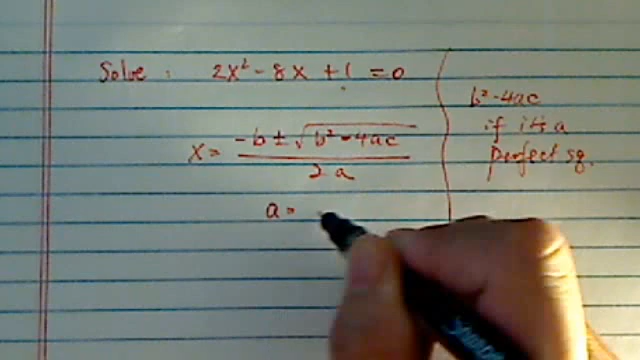 Solve : 2x² - 8x + 1 = 0
x = -b ± √b² - 4ac / 2a
a =
b² - 4ac
if it's a
perfect sq.